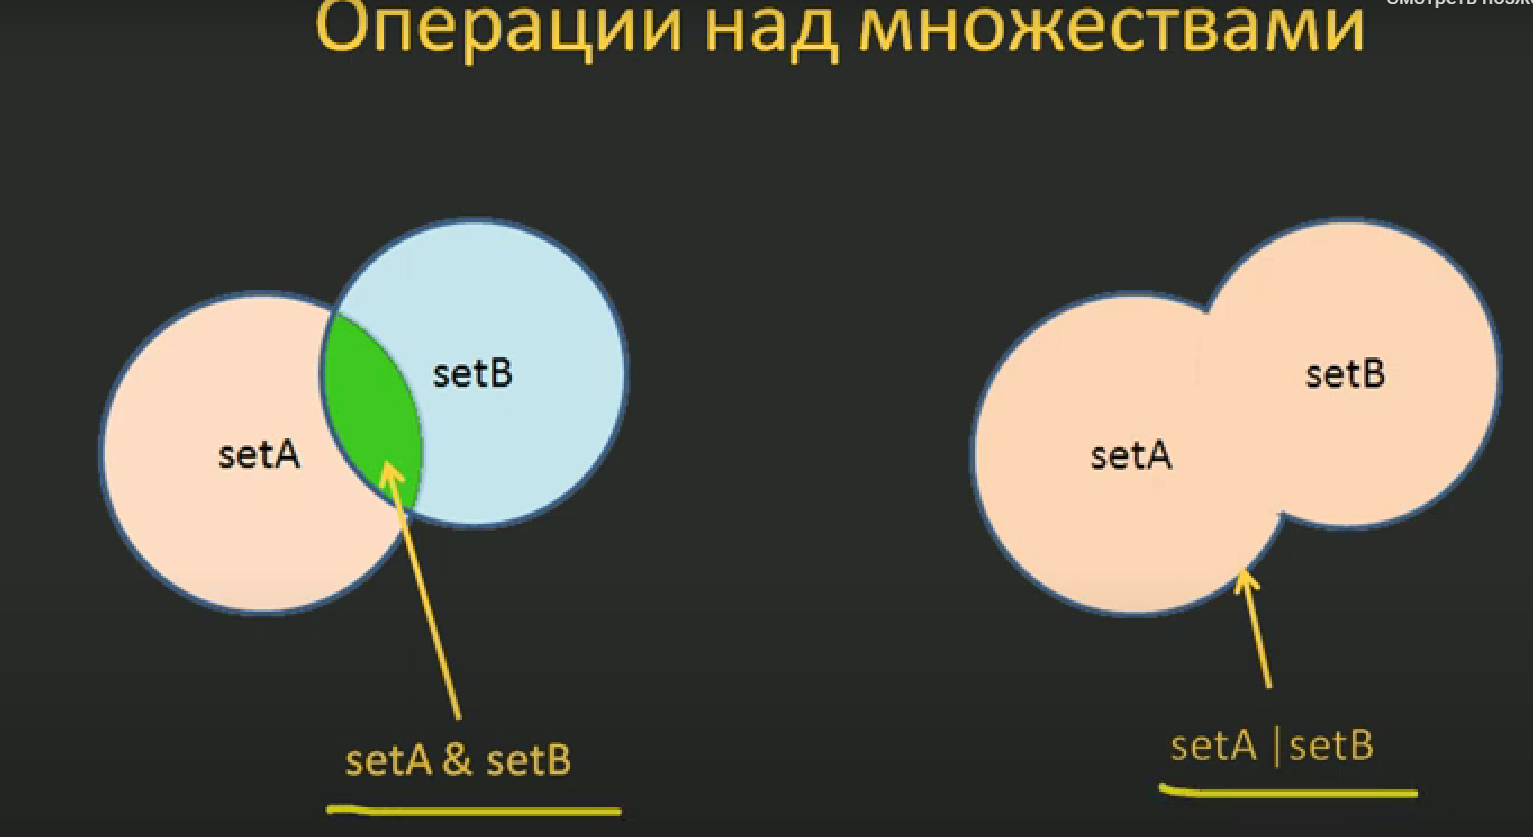 Операции над множествами
setB
setA
setA & setB
setB
setA
setA | setB